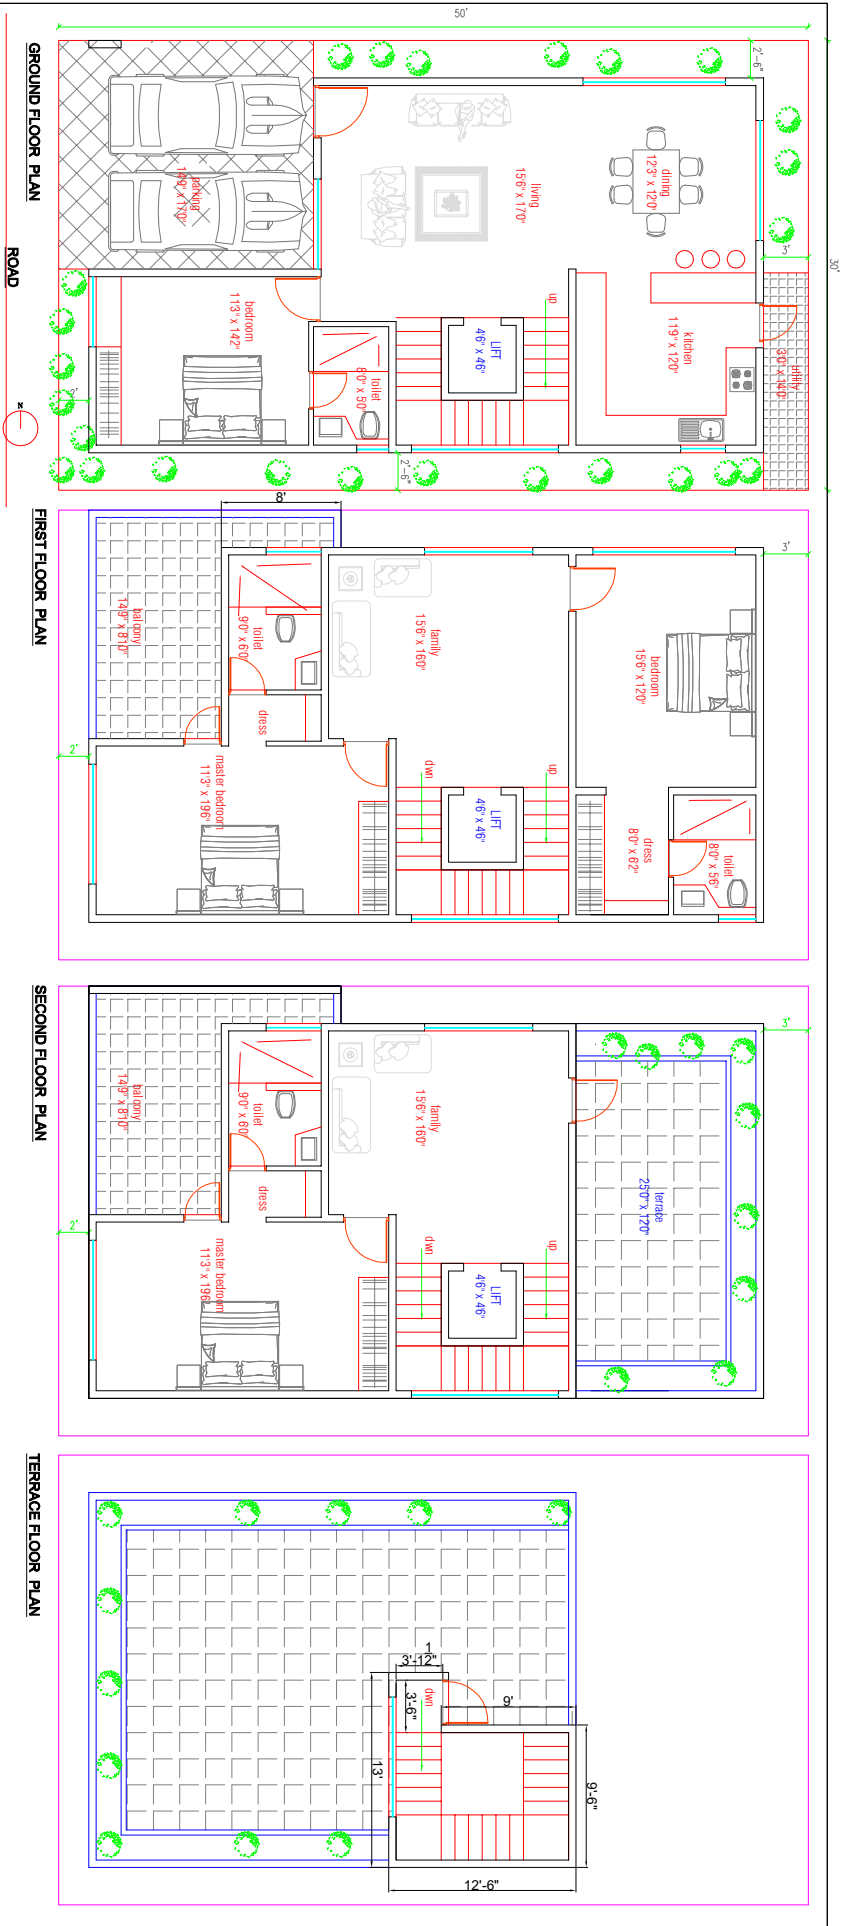 GROUND FLOOR PLAN
ROAD
N
50'
30'
2'-6"
3'
2'
2'-6"
parking
14'9" x 17'0"
living
15'6" x 17'0"
dining
12'3" x 12'0"
kitchen
11'9" x 12'0"
utility
3'0" x 14'0"
up
LIFT
4'6" x 4'6"
toilet
8'0" x 5'0"
bedroom
11'3" x 14'2"
FIRST FLOOR PLAN
8'
3'
2'
balcony
14'9" x 8'10"
toilet
9'0" x 6'0"
dress
family
15'6" x 16'0"
bedroom
15'6" x 12'0"
master bedroom
11'3" x 19'6"
dwn
up
LIFT
4'6" x 4'6"
dress
8'0" x 6'2"
toilet
8'0" x 5'6"
SECOND FLOOR PLAN
3'
2'
balcony
14'9" x 8'10"
toilet
9'0" x 6'0"
dress
family
15'6" x 16'0"
terrace
25'0" x 12'0"
master bedroom
11'3" x 19'6"
dwn
up
LIFT
4'6" x 4'6"
TERRACE FLOOR PLAN
1
3'-12"
3'-6"
dwn
9'
13'
9'-6"
12'-6"